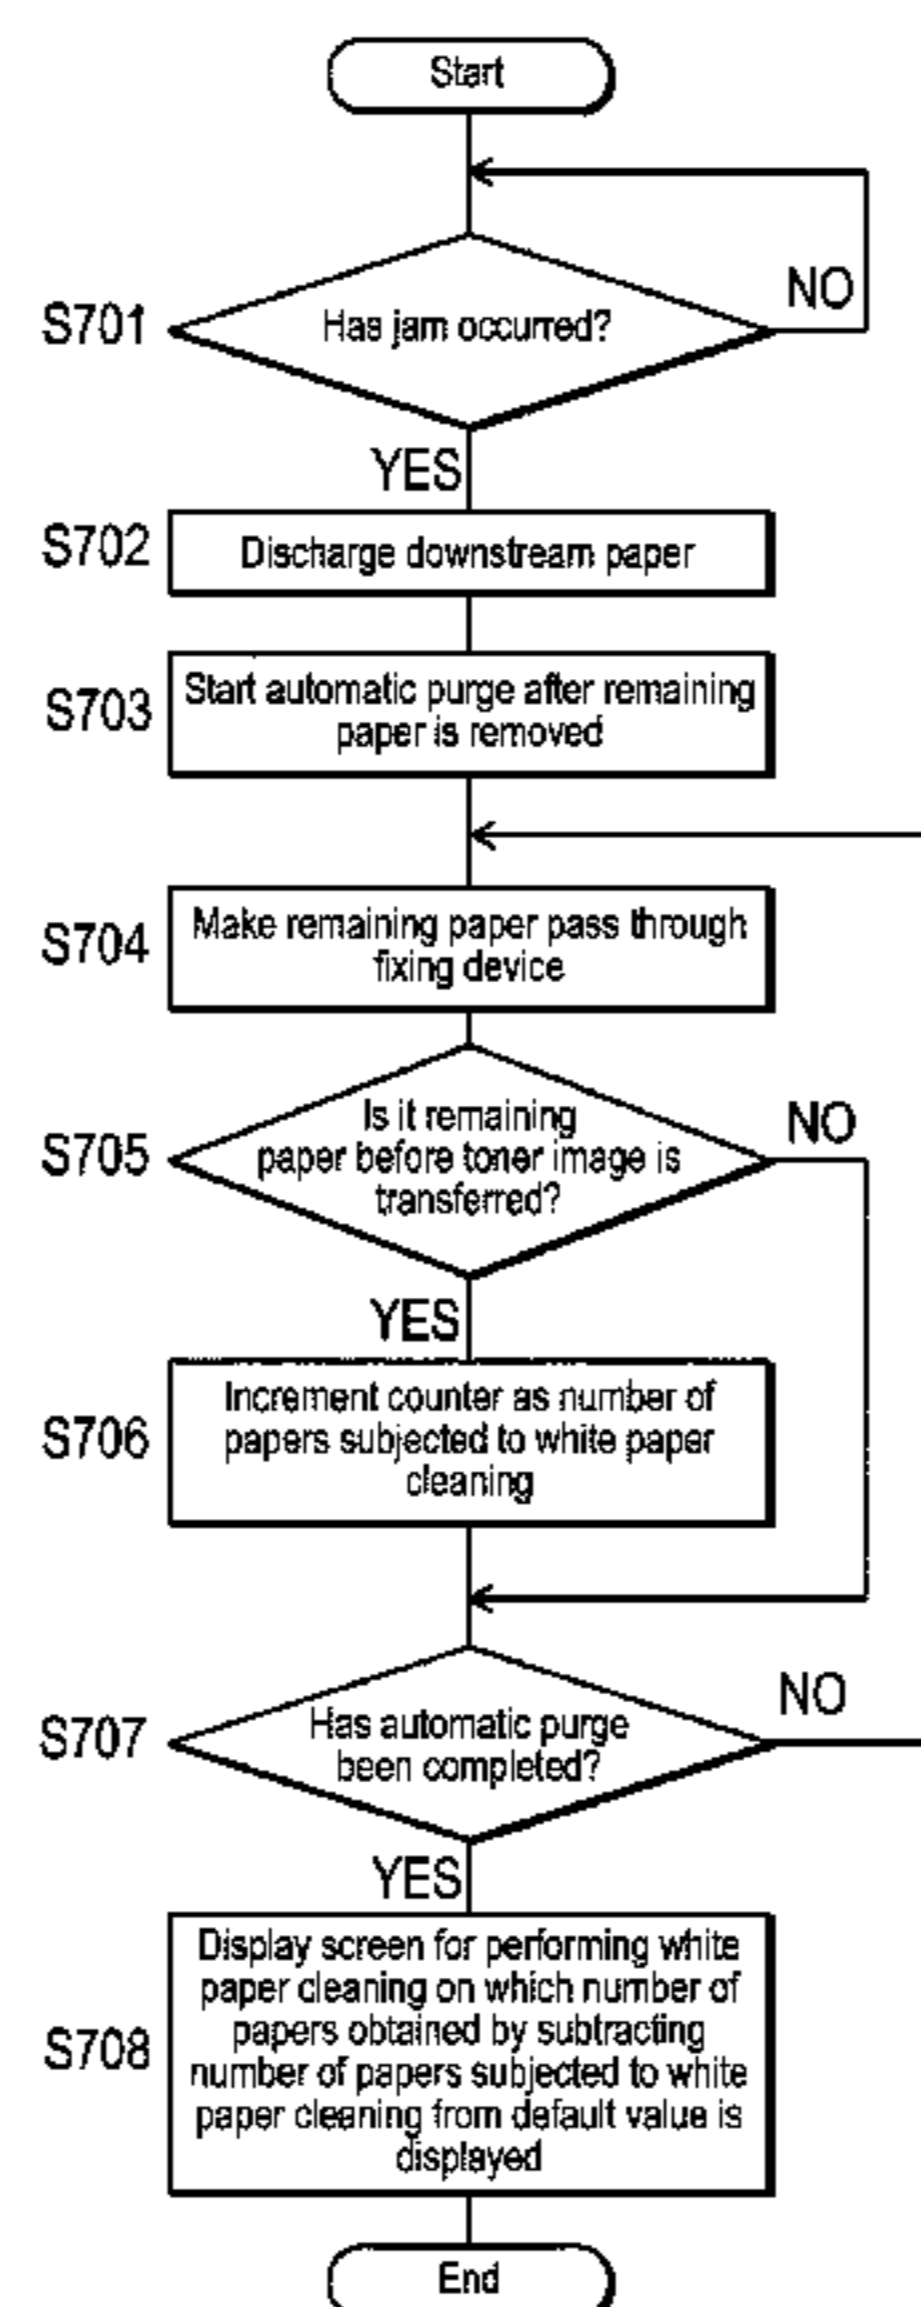 Start
NO
S701
Has jam occurred?
YES
S702
Discharge downstream paper
S703
Start automatic purge after remaining
paper is removed
S704
Make remaining paper pass through
fixing device
NO
S705
Is it remaining
paper before toner image is
transferred?
YES
S706
Increment counter as number of
papers subjected to white paper
cleaning
NO
S707
Has automatic purge
been completed?
YES
S708
Display screen for performing white
paper cleaning on which number of
papers obtained by subtracting
number of papers subjected to white
paper cleaning from default value is
displayed
End